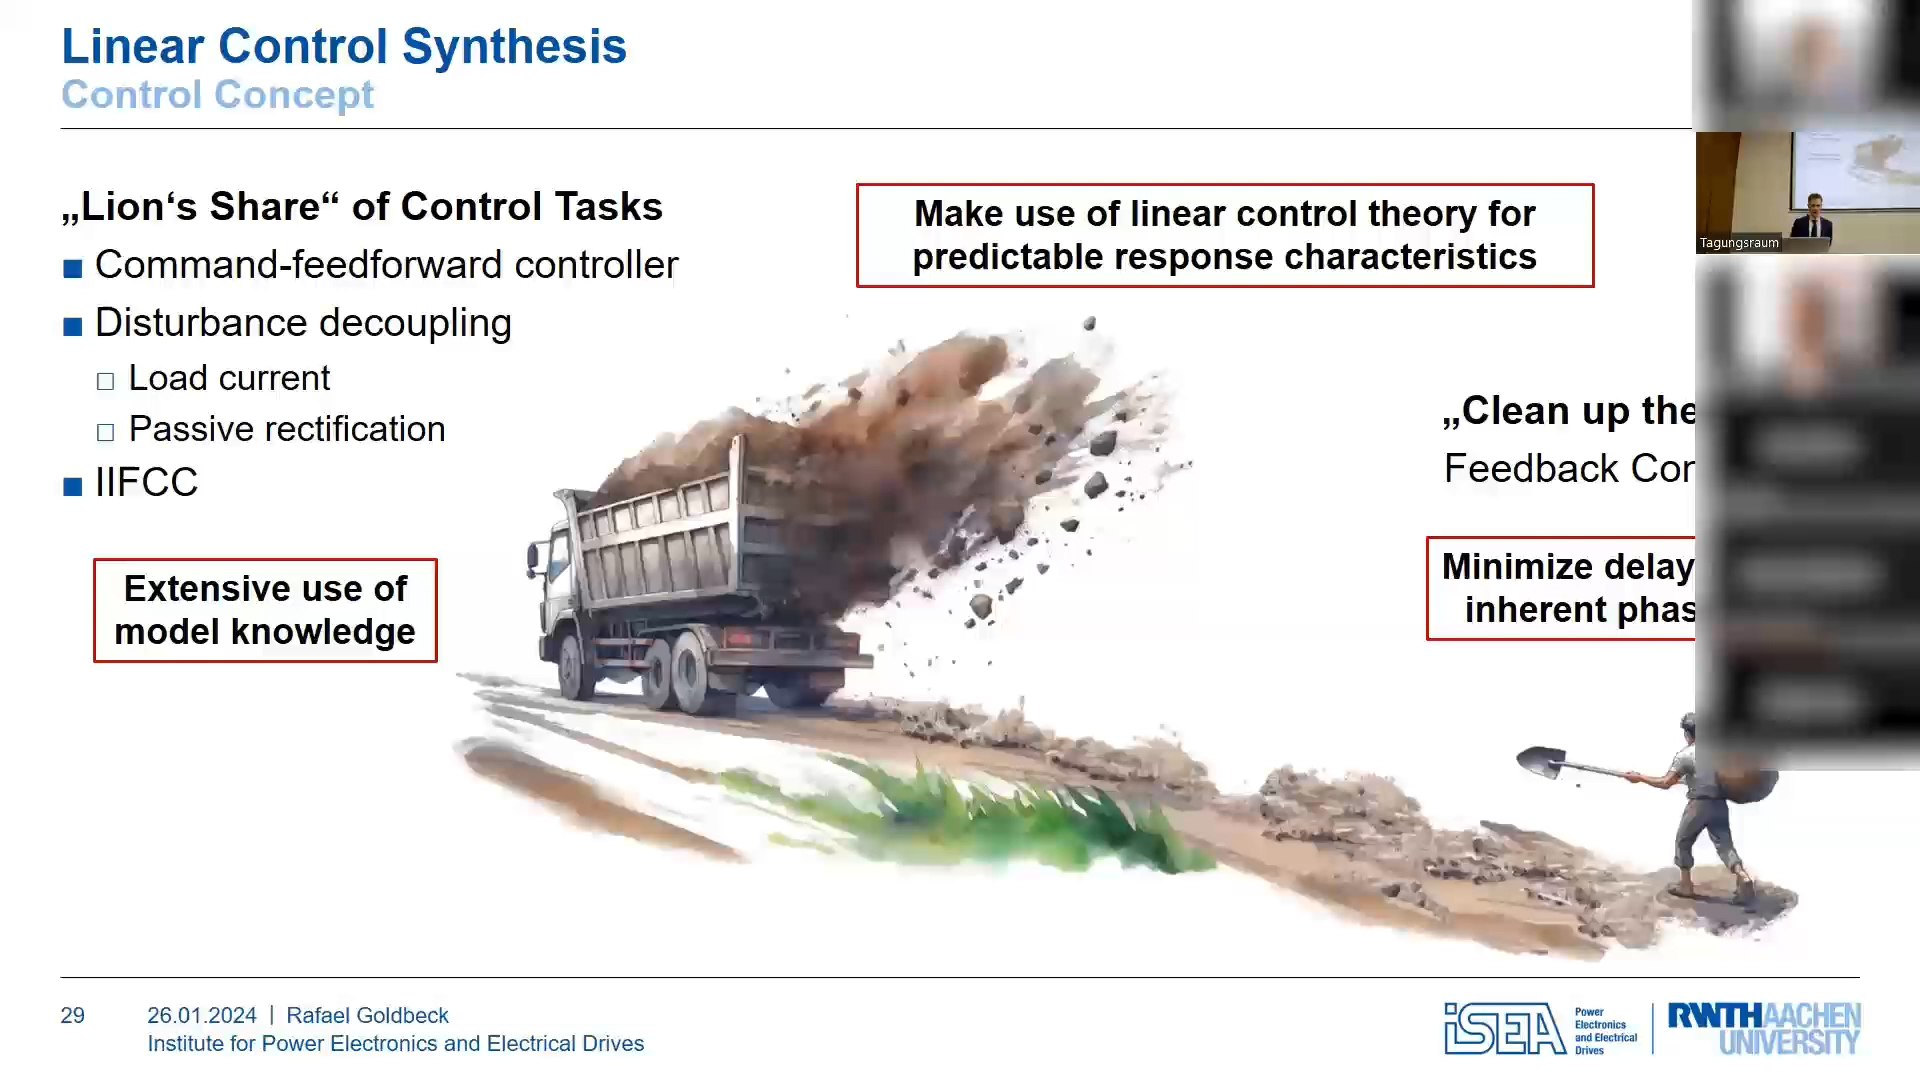 Linear Control Synthesis
Control Concept
„Lion‘s Share“ of Control Tasks
Command-feedforward controller
Disturbance decoupling
Load current
Passive rectification
IIFCC
Extensive use of
model knowledge
Make use of linear control theory for
predictable response characteristics
„Clean up the
Feedback
Minimize delay
inherent
Tagungsraum
29
26.01.2024 | Rafael Goldbeck
Institute for Power Electronics and Electrical Drives
iSEA
Power
Electronics
and Electrical
Drives
RWTH AACHEN
UNIVERSITY